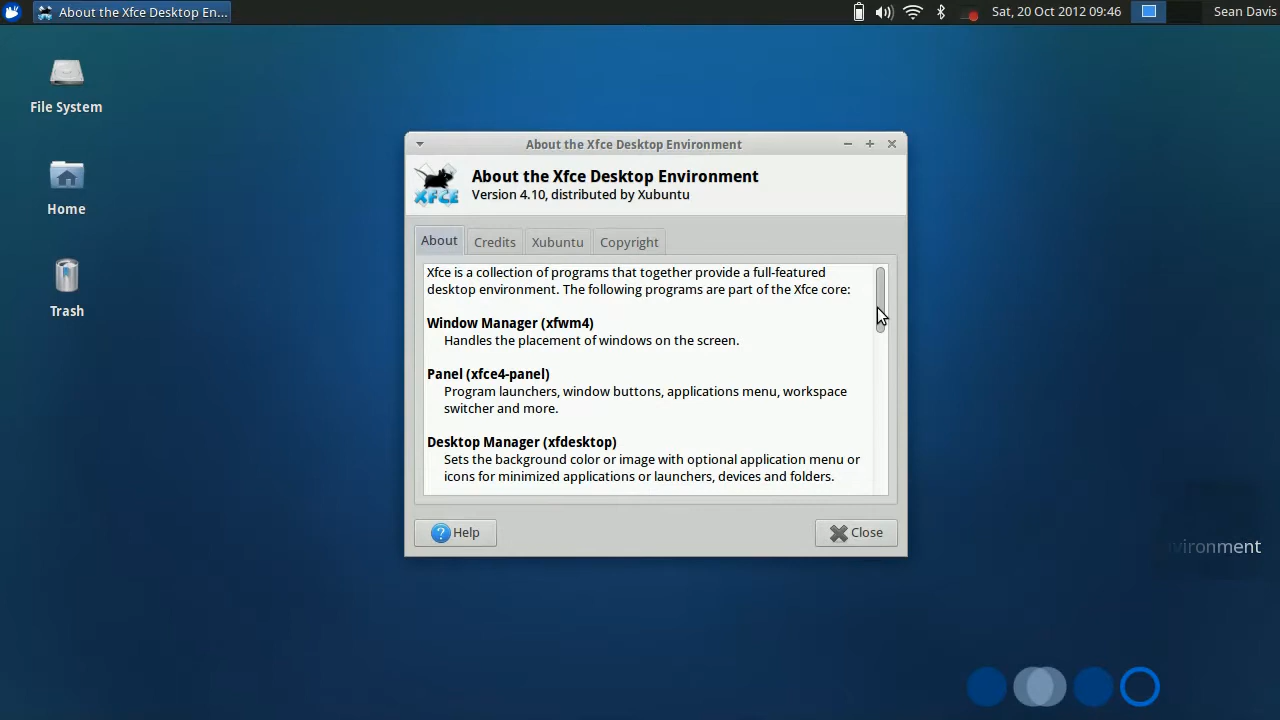 About the Xfce Desktop En...
Sat, 20 Oct 2012 09:46
Sean Davis
File System
Home
Trash
About the Xfce Desktop Environment
XFCE
About the Xfce Desktop Environment
Version 4.10, distributed by Xubuntu
About Credits Xubuntu Copyright
Xfce is a collection of programs that together provide a full-featured
desktop environment. The following programs are part of the Xfce core:
Window Manager (xfwm4)
Handles the placement of windows on the screen.
Panel (xfce4-panel)
Program launchers, window buttons, applications menu, workspace
switcher and more.
Desktop Manager (xfdesktop)
Sets the background color or image with optional application menu or
icons for minimized applications or launchers, devices and folders.
? Help
Close
vironment